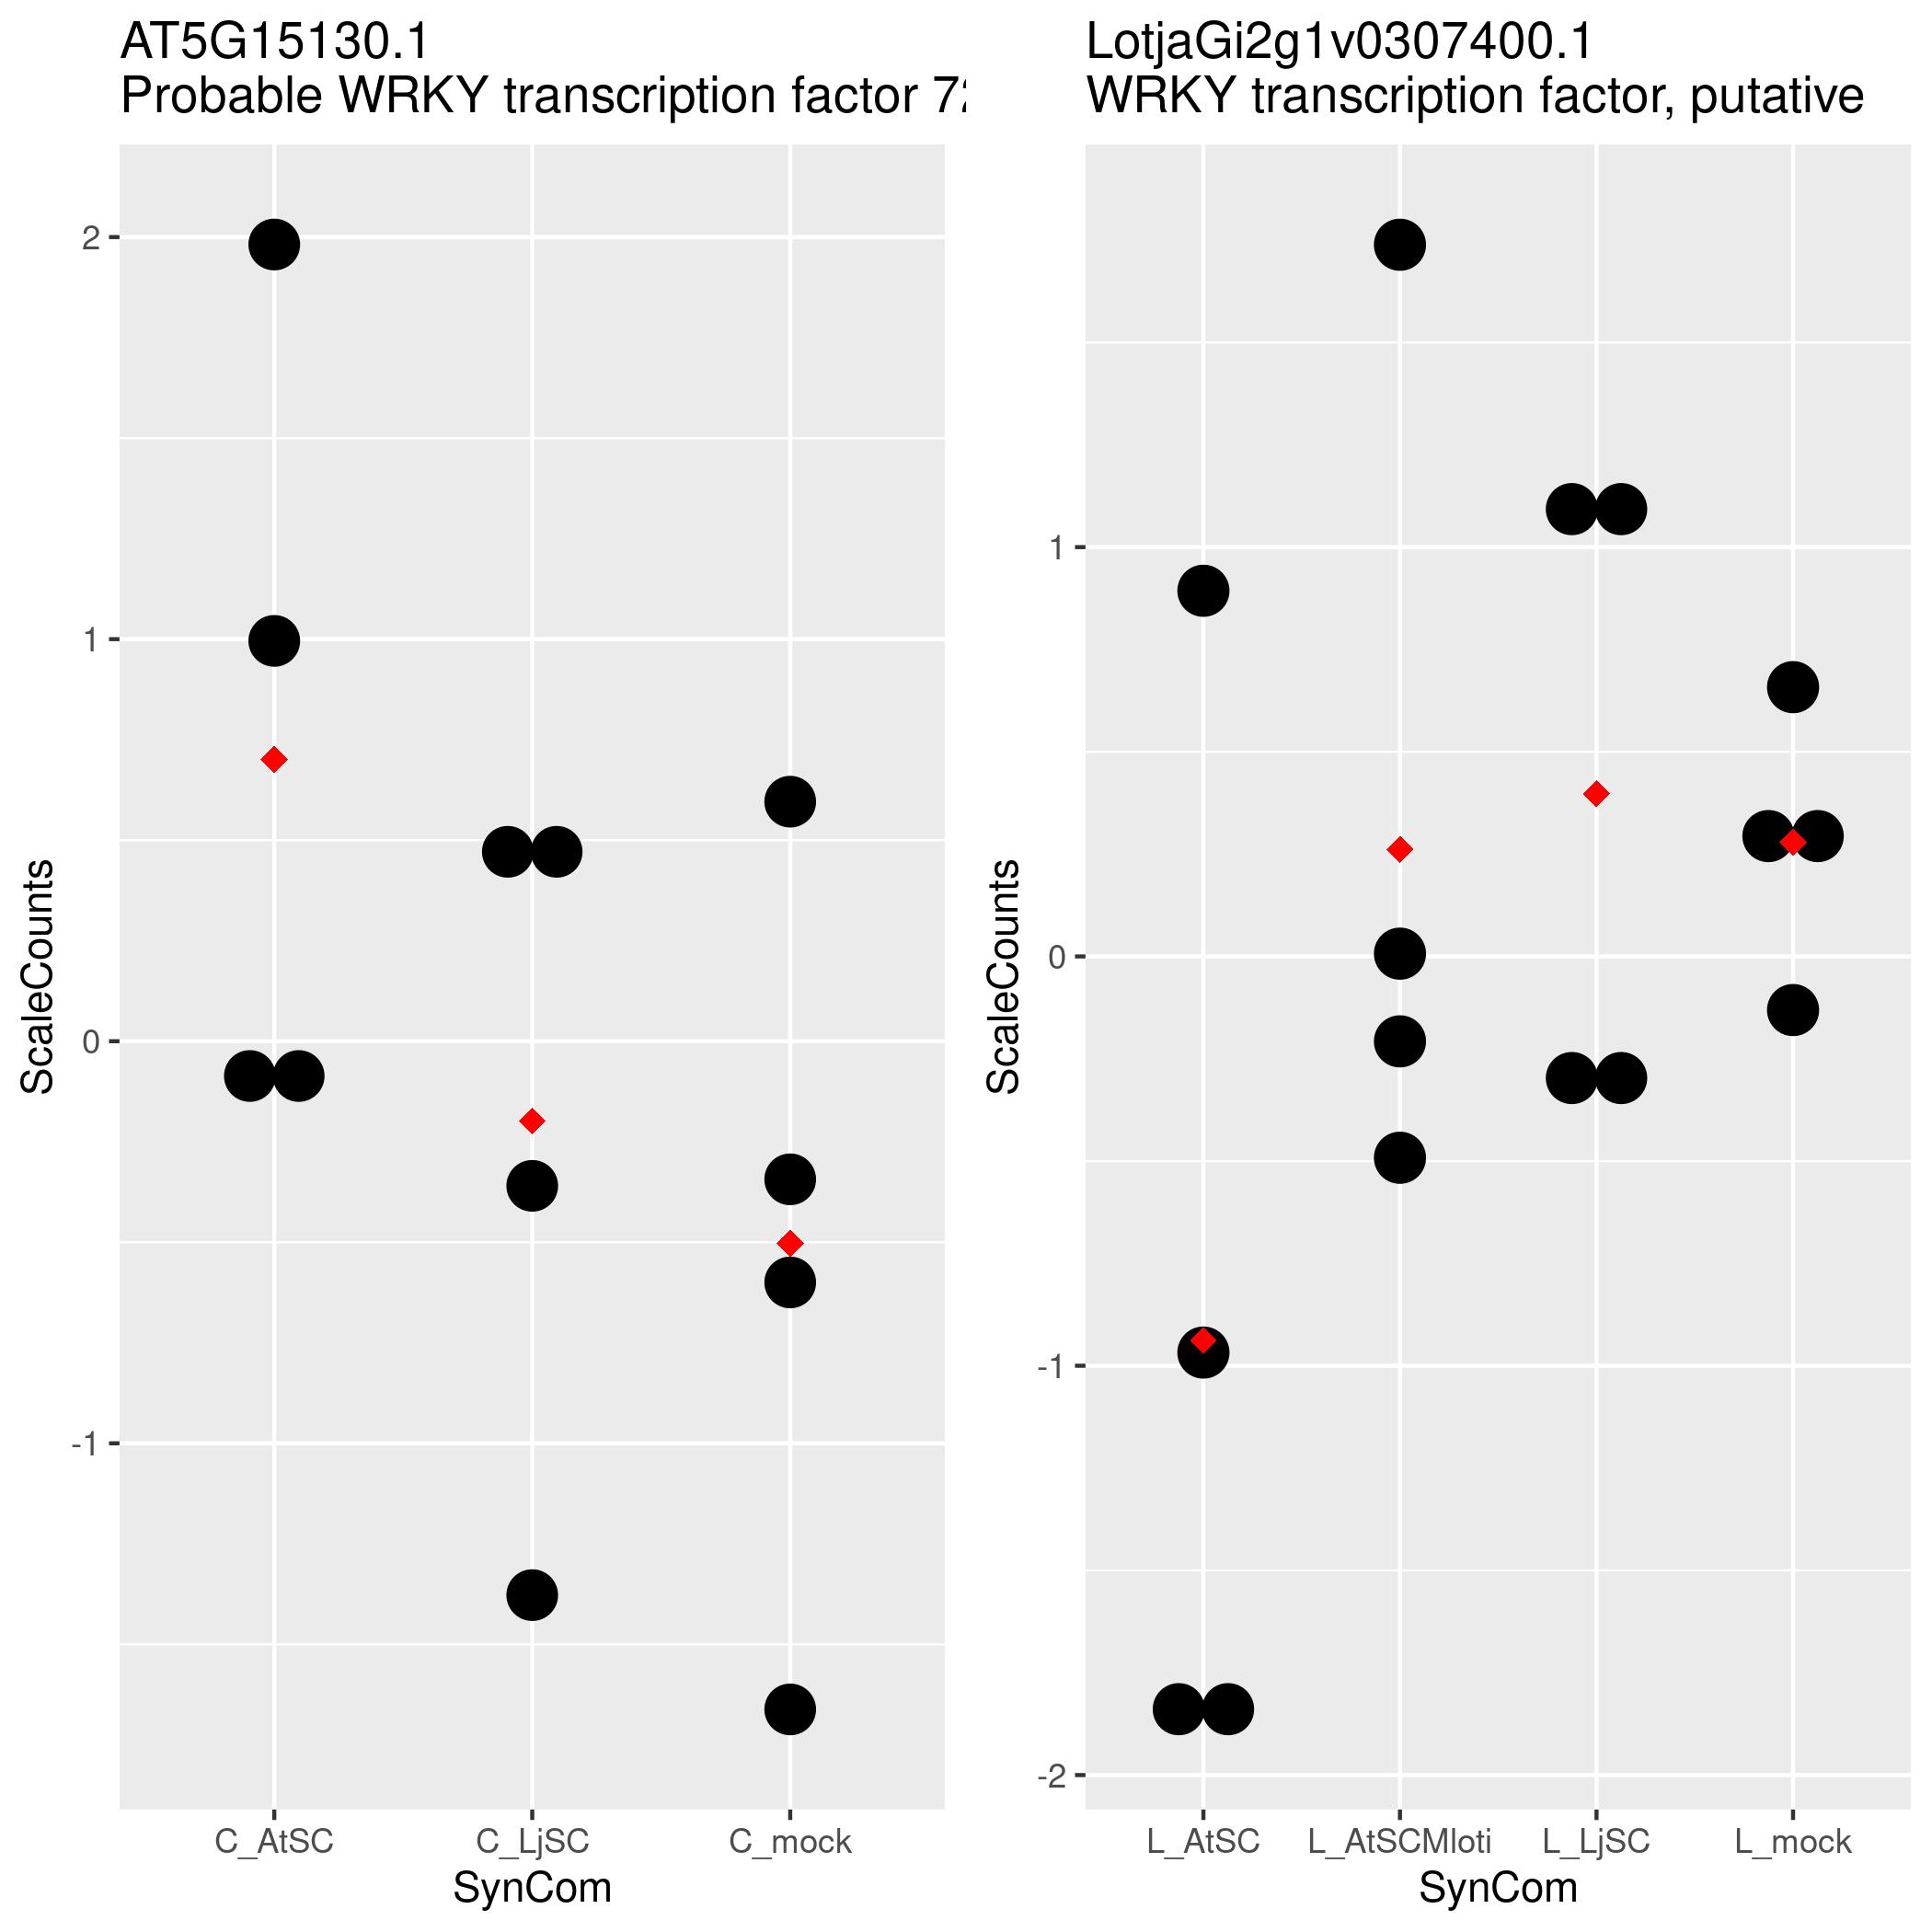 AT5G15130.1
Probable WRKY transcription factor 7
ScaleCounts
2
1
0
-1
C_AtSC
C_LjSC
C_mock
SynCom
LotjaGi2g1v0307400.1
WRKY transcription factor, putative
ScaleCounts
1
0
-1
-2
L_AtSC
L_AtSCMloti
L_LjSC
L_mock
SynCom